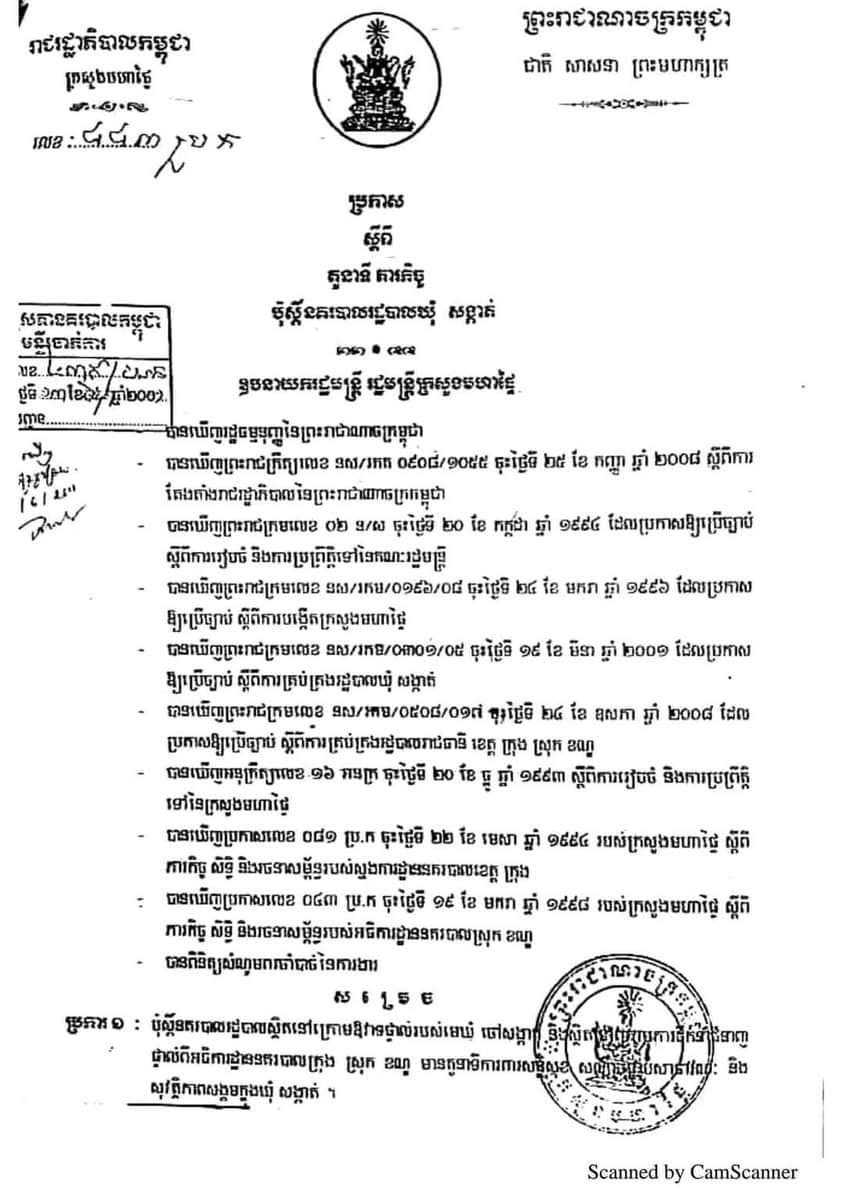 ព្រះរាជាណាចក្រកម្ពុជា
ជាតិ សាសនា ព្រះមហាក្សត្រ
រាជរដ្ឋាភិបាលកម្ពុជា
ក្រសួងមហាផ្ទៃ
លេខ : ៨៨៣ ប្រក
ប្រកាស
ស្តីពី
តួនាទី ភារកិច្ច
ប៉ុស្តិ៍នគរបាលរដ្ឋបាលឃុំ សង្កាត់
ឧបនាយករដ្ឋមន្ត្រី រដ្ឋមន្ត្រីក្រសួងមហាផ្ទៃ
បានឃើញរដ្ឋធម្មនុញ្ញនៃព្រះរាជាណាចក្រកម្ពុជា
- បានឃើញព្រះរាជក្រឹត្យលេខ នស/រកត ០៩០៨/១០៥៥ ចុះថ្ងៃទី ២៥ ខែ កញ្ញា ឆ្នាំ ២០០៨ ស្តីពីការ
តែងតាំងរាជរដ្ឋាភិបាលនៃព្រះរាជាណាចក្រកម្ពុជា
- បានឃើញព្រះរាជក្រមលេខ ០២ ន/ស ចុះថ្ងៃទី ២០ ខែ កក្កដា ឆ្នាំ ១៩៩៤ ដែលប្រកាសឱ្យប្រើច្បាប់
ស្តីពីការរៀបចំ និងការប្រព្រឹត្តិទៅនៃគណៈរដ្ឋមន្ត្រី
- បានឃើញព្រះរាជក្រមលេខ នស/រកម/០១៩៦/០៨ ចុះថ្ងៃទី ២៤ ខែ មករា ឆ្នាំ ១៩៩៦ ដែលប្រកាស
ឱ្យប្រើច្បាប់ ស្តីពីការបង្កើតក្រសួងមហាផ្ទៃ
- បានឃើញព្រះរាជក្រមលេខ នស/រកម/០៣០១/០៥ ចុះថ្ងៃទី ១៩ ខែ មីនា ឆ្នាំ ២០០១ ដែលប្រកាស
ឱ្យប្រើច្បាប់ ស្តីពីការគ្រប់គ្រងរដ្ឋបាលឃុំ សង្កាត់
- បានឃើញព្រះរាជក្រមលេខ នស/រកម/០៥០៨/០១៧ ចុះថ្ងៃទី ២៤ ខែ ឧសភា ឆ្នាំ ២០០៨ ដែល
ប្រកាសឱ្យប្រើច្បាប់ ស្តីពីការគ្រប់គ្រងរដ្ឋបាលរាជធានី ខេត្ត ក្រុង ស្រុក ខណ្ឌ
- បានឃើញអនុក្រឹត្យលេខ ១៦ អនក្រ ចុះថ្ងៃទី ២០ ខែ ធ្នូ ឆ្នាំ ១៩៩៣ ស្តីពីការរៀបចំ និងការប្រព្រឹត្តិ
ទៅនៃក្រសួងមហាផ្ទៃ
- បានឃើញប្រកាសលេខ ០៨១ ប្រ.ក ចុះថ្ងៃទី ២២ ខែ មេសា ឆ្នាំ ១៩៩៤ របស់ក្រសួងមហាផ្ទៃ ស្តីពី
ភារកិច្ច សិទ្ធិ និងរចនាសម្ព័ន្ធរបស់ស្នងការដ្ឋាននគរបាលខេត្ត ក្រុង
- បានឃើញប្រកាសលេខ ០៤៣ ប្រ.ក ចុះថ្ងៃទី ១៩ ខែ មករា ឆ្នាំ ១៩៩៨ របស់ក្រសួងមហាផ្ទៃ ស្តីពី
ភារកិច្ច សិទ្ធិ និងរចនាសម្ព័ន្ធរបស់អធិការដ្ឋាននគរបាលស្រុក ខណ្ឌ
- បានពិនិត្យសំណូមពរចាំបាច់នៃការងារ
ស ម្រេ ច
ប្រការ ១ : ប៉ុស្តិ៍នគរបាលរដ្ឋបាលស្ថិតនៅក្រោមឱវាទផ្ទាល់របស់មេឃុំ ចៅសង្កាត់ និងស្ថិតនៅក្រោមការដឹកនាំជំនាញ
ផ្ទាល់ពីអធិការដ្ឋាននគរបាលក្រុង ស្រុក ខណ្ឌ មានតួនាទីការពារសន្តិសុខ សណ្តាប់ធ្នាប់សាធារណៈ និង
សុវត្ថិភាពសង្គមក្នុងឃុំ សង្កាត់ ។
Scanned by CamScanner